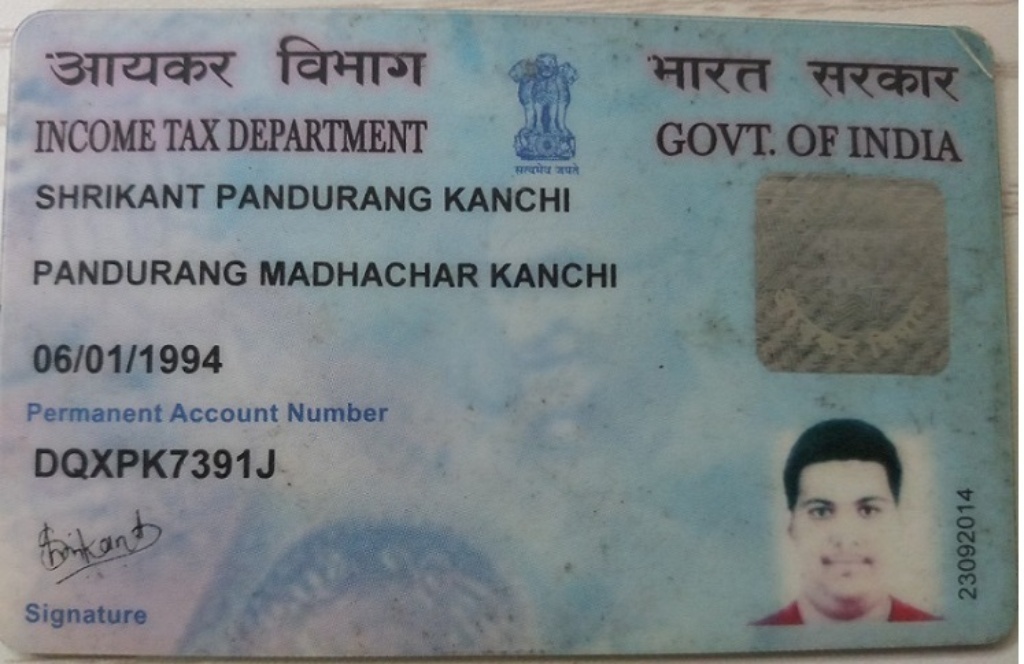 आयकर विभाग
भारत सरकार
INCOME TAX DEPARTMENT
GOVT. OF INDIA
सत्यमेव जयते
SHRIKANT PANDURANG KANCHI
PANDURANG MADHACHAR KANCHI
06/01/1994
Permanent Account Number
DQXPK7391J
Shrikant
Signature
23092014